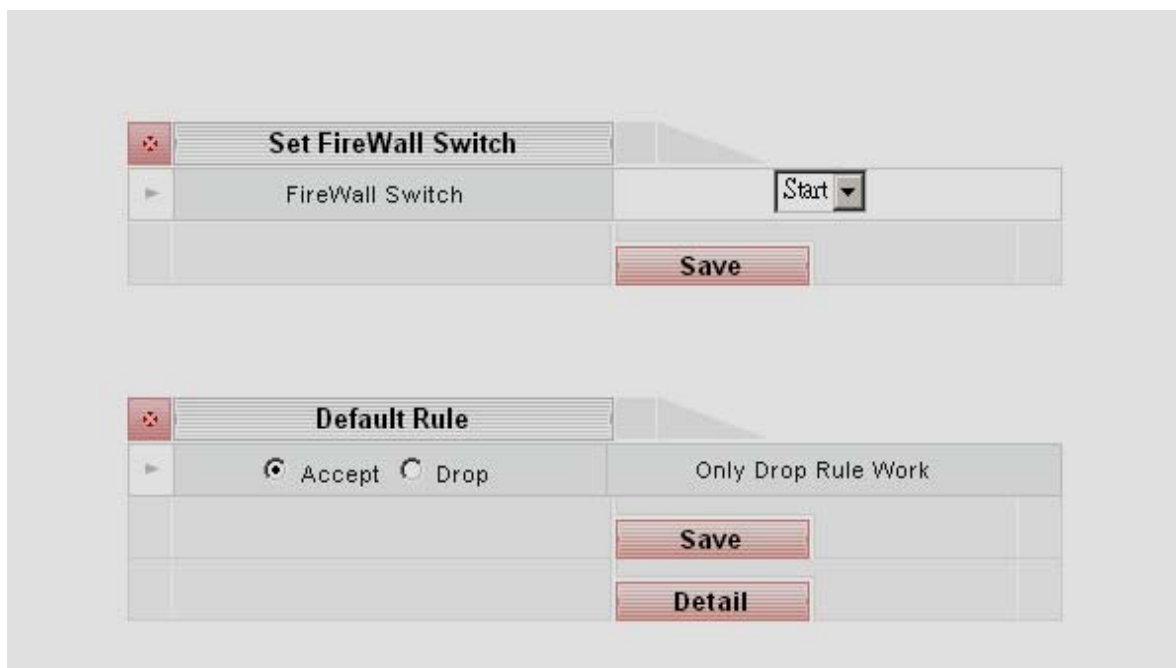 Set FireWall Switch
FireWall Switch Start
Save
Default Rule
Accept Drop Only Drop Rule Work
Save
Detail